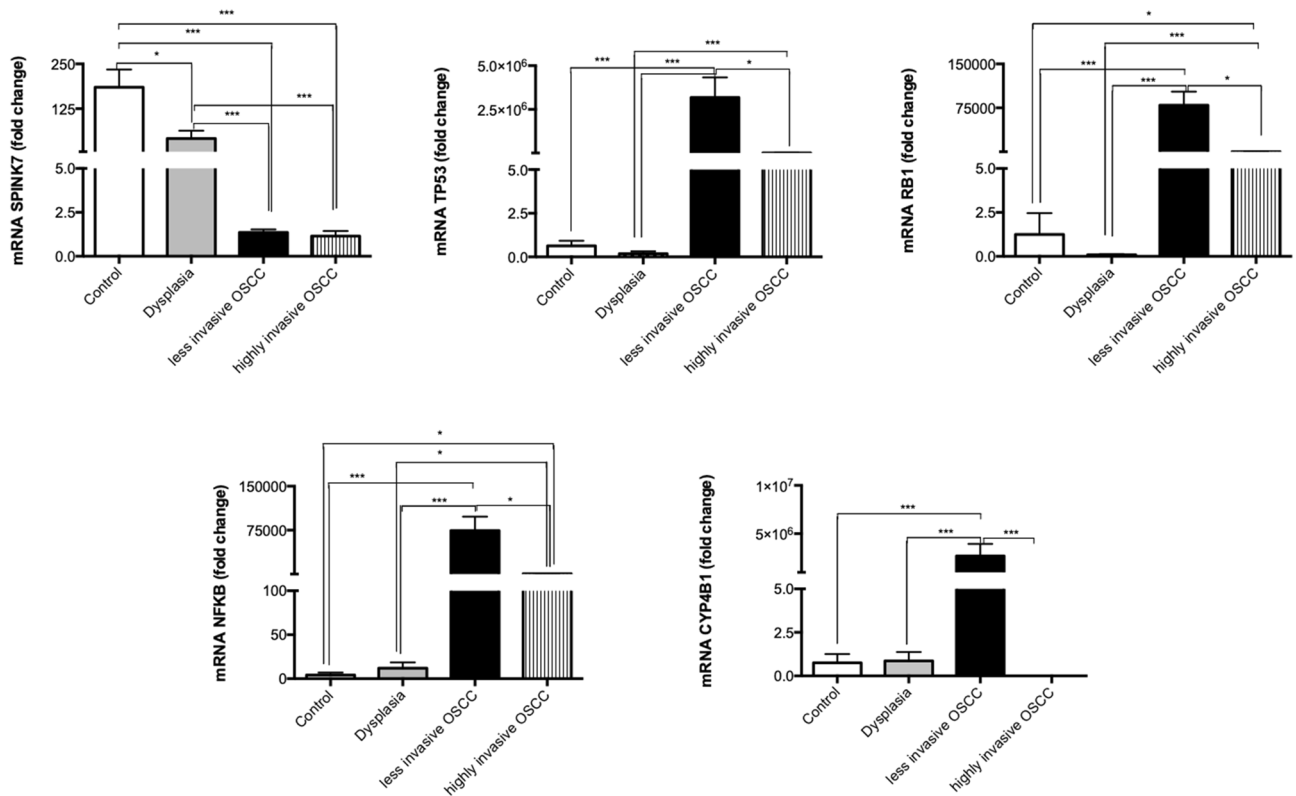 mRNA SPINK7 (fold change)
250
125
5.0
2.5
0.0
***
***
*
***
***
Control
Dysplasia
less invasive OSCC
highly invasive OSCC
mRNA TP53 (fold change)
5.0×10⁶
2.5×10⁶
5.0
2.5
0.0
***
***
***
*
Control
Dysplasia
less invasive OSCC
highly invasive OSCC
mRNA RB1 (fold change)
150000
75000
5.0
2.5
0.0
*
***
***
***
*
Control
Dysplasia
less invasive OSCC
highly invasive OSCC
mRNA NFKB (fold change)
150000
75000
100
50
0
*
*
***
***
*
Control
Dysplasia
less invasive OSCC
highly invasive OSCC
mRNA CYP4B1 (fold change)
1×10⁷
5×10⁶
5.0
2.5
0.0
***
***
***
Control
Dysplasia
less invasive OSCC
highly invasive OSCC